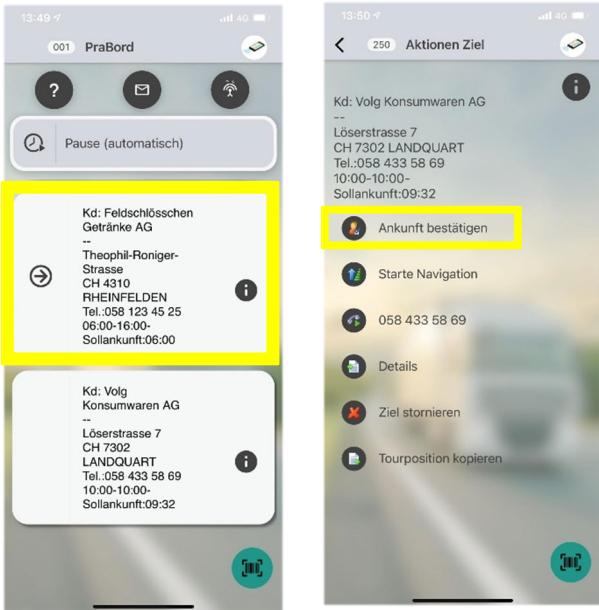 13:49
4G
001 PraBord
?
Pause (automatisch)
Kd: Feldschlösschen
Getränke AG
--
Theophil-Roniger-
Strasse
CH 4310
RHEINFELDEN
Tel.:058 123 45 25
06:00-16:00-
Sollankunft:06:00
i
Kd: Volg
Konsumwaren AG
--
Löserstrasse 7
CH 7302
LANDQUART
Tel.:058 433 58 69
10:00-10:00-
Sollankunft:09:32
i
13:50
4G
250 Aktionen Ziel
i
Kd: Volg Konsumwaren AG
--
Löserstrasse 7
CH 7302 LANDQUART
Tel.:058 433 58 69
10:00-10:00-
Sollankunft:09:32
Ankunft bestätigen
Starte Navigation
058 433 58 69
Details
Ziel stornieren
Tourposition kopieren